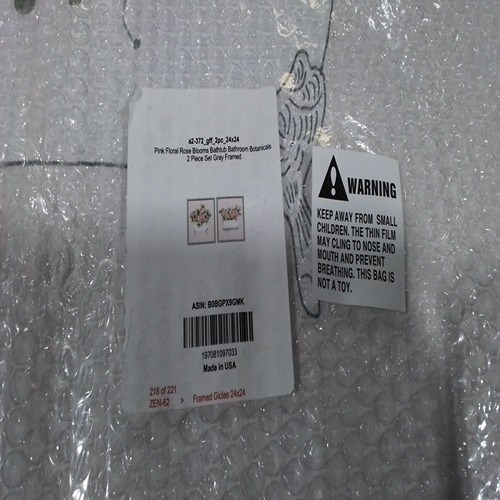 s2-372_gff_2pc_24x24
Pink Floral Rose Blooms Bathtub Bathroom Botanicals
2 Piece Set Gray Framed
ASIN: B0BGPX9GMK
197081097033
Made in USA
218 of 221
ZEN-62 > Framed Giclee 24x24
WARNING
KEEP AWAY FROM SMALL
CHILDREN. THE THIN FILM
MAY CLING TO NOSE AND
MOUTH AND PREVENT
BREATHING. THIS BAG IS
NOT A TOY.